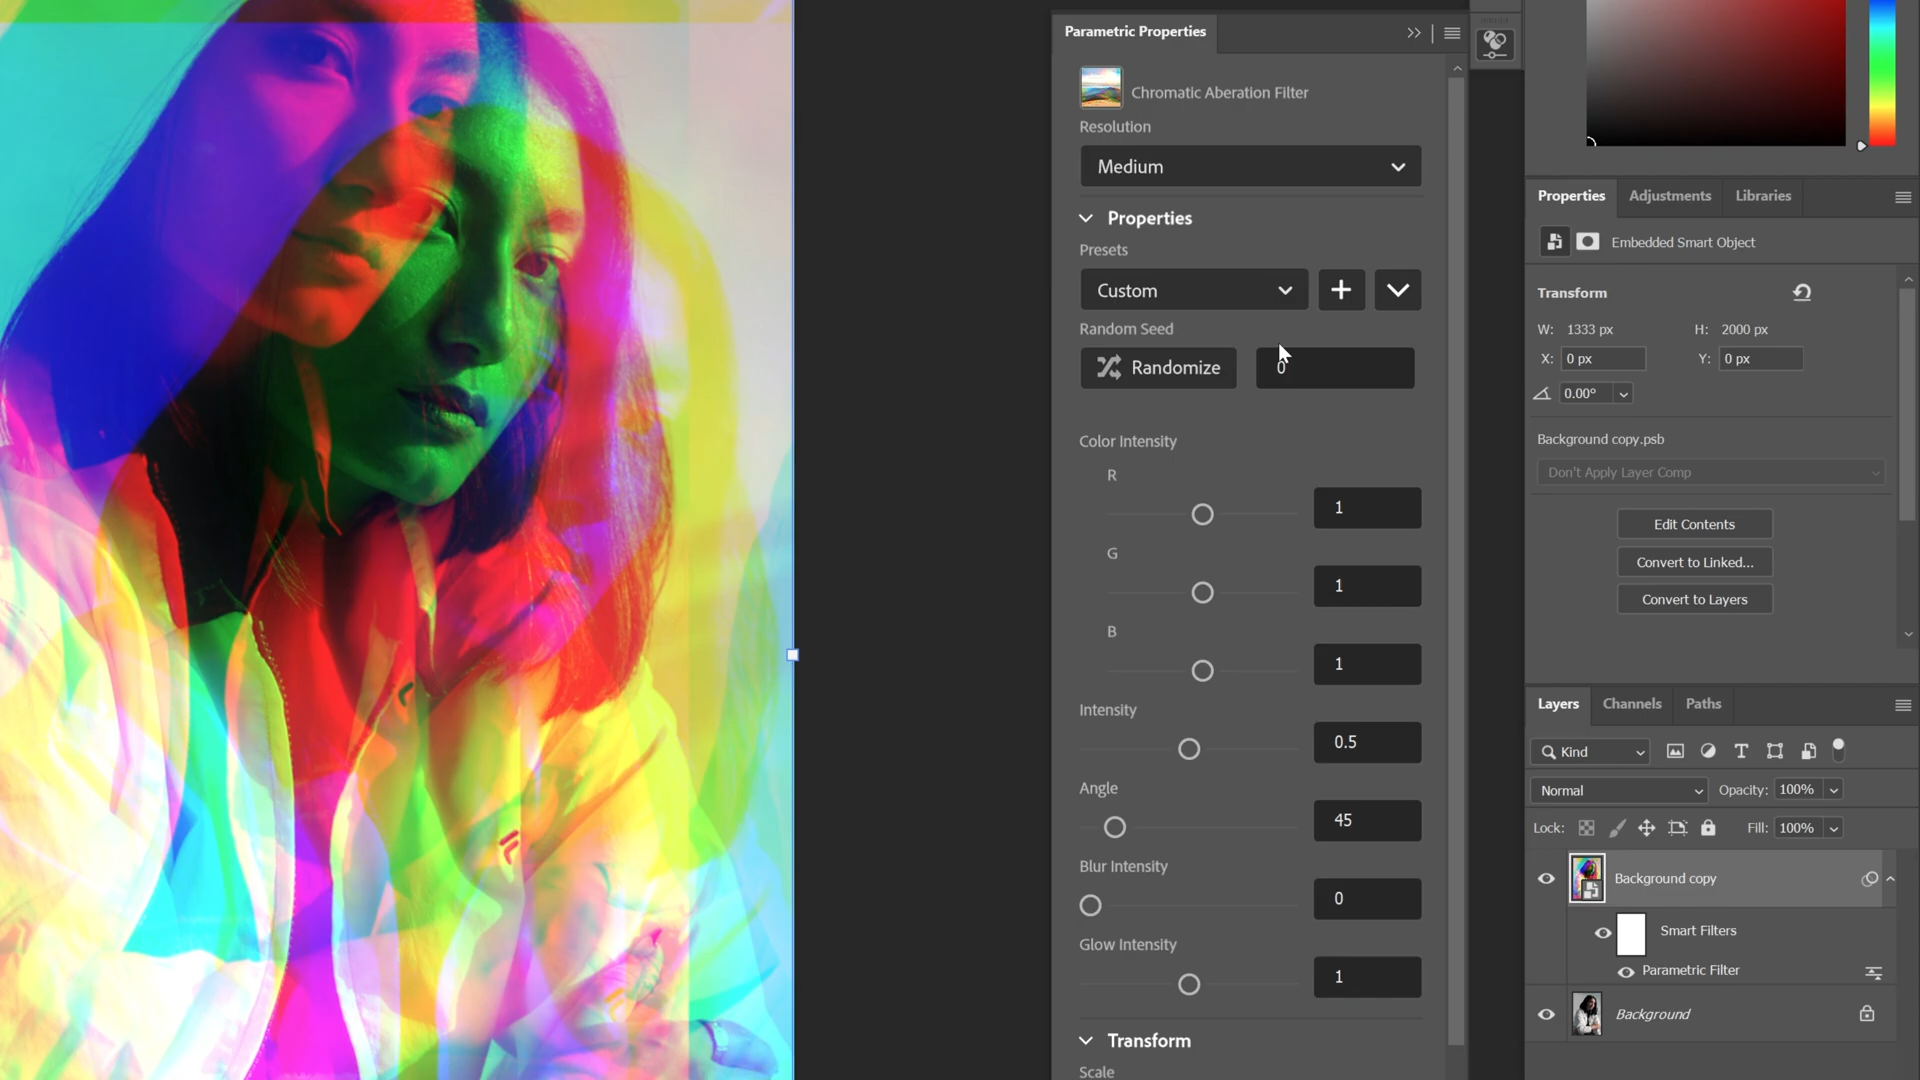 Parametric Properties
Chromatic Aberation Filter
Resolution
Medium
Properties
Presets
Custom
Random Seed
Randomize
0
Color Intensity
R
1
G
1
B
1
Intensity
0.5
Angle
45
Blur Intensity
0
Glow Intensity
1
Transform
Scale
Properties Adjustments Libraries
Embedded Smart Object
Transform
W: 1333 px H: 2000 px
X: 0 px Y: 0 px
0.00°
Background copy.psb
Don't Apply Layer Comp
Edit Contents
Convert to Linked...
Convert to Layers
Layers Channels Paths
Kind
Normal Opacity: 100%
Lock: Fill: 100%
Background copy
Smart Filters
Parametric Filter
Background